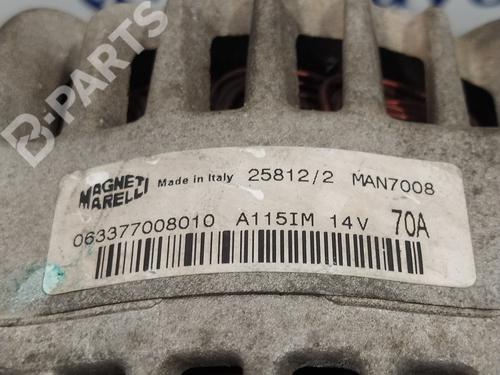 B-PARTS
MAGNETI
MARELLI
Made in Italy 25812/2 MAN7008
063377008010 A115IM 14V 70A